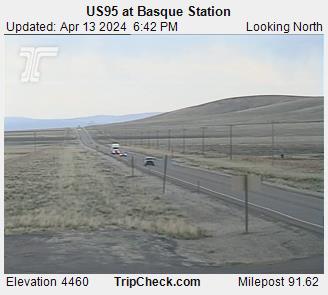 US95 at Basque Station
Updated: Apr 13 2024 6:42 PM Looking North
Elevation 4460 TripCheck.com Milepost 91.62